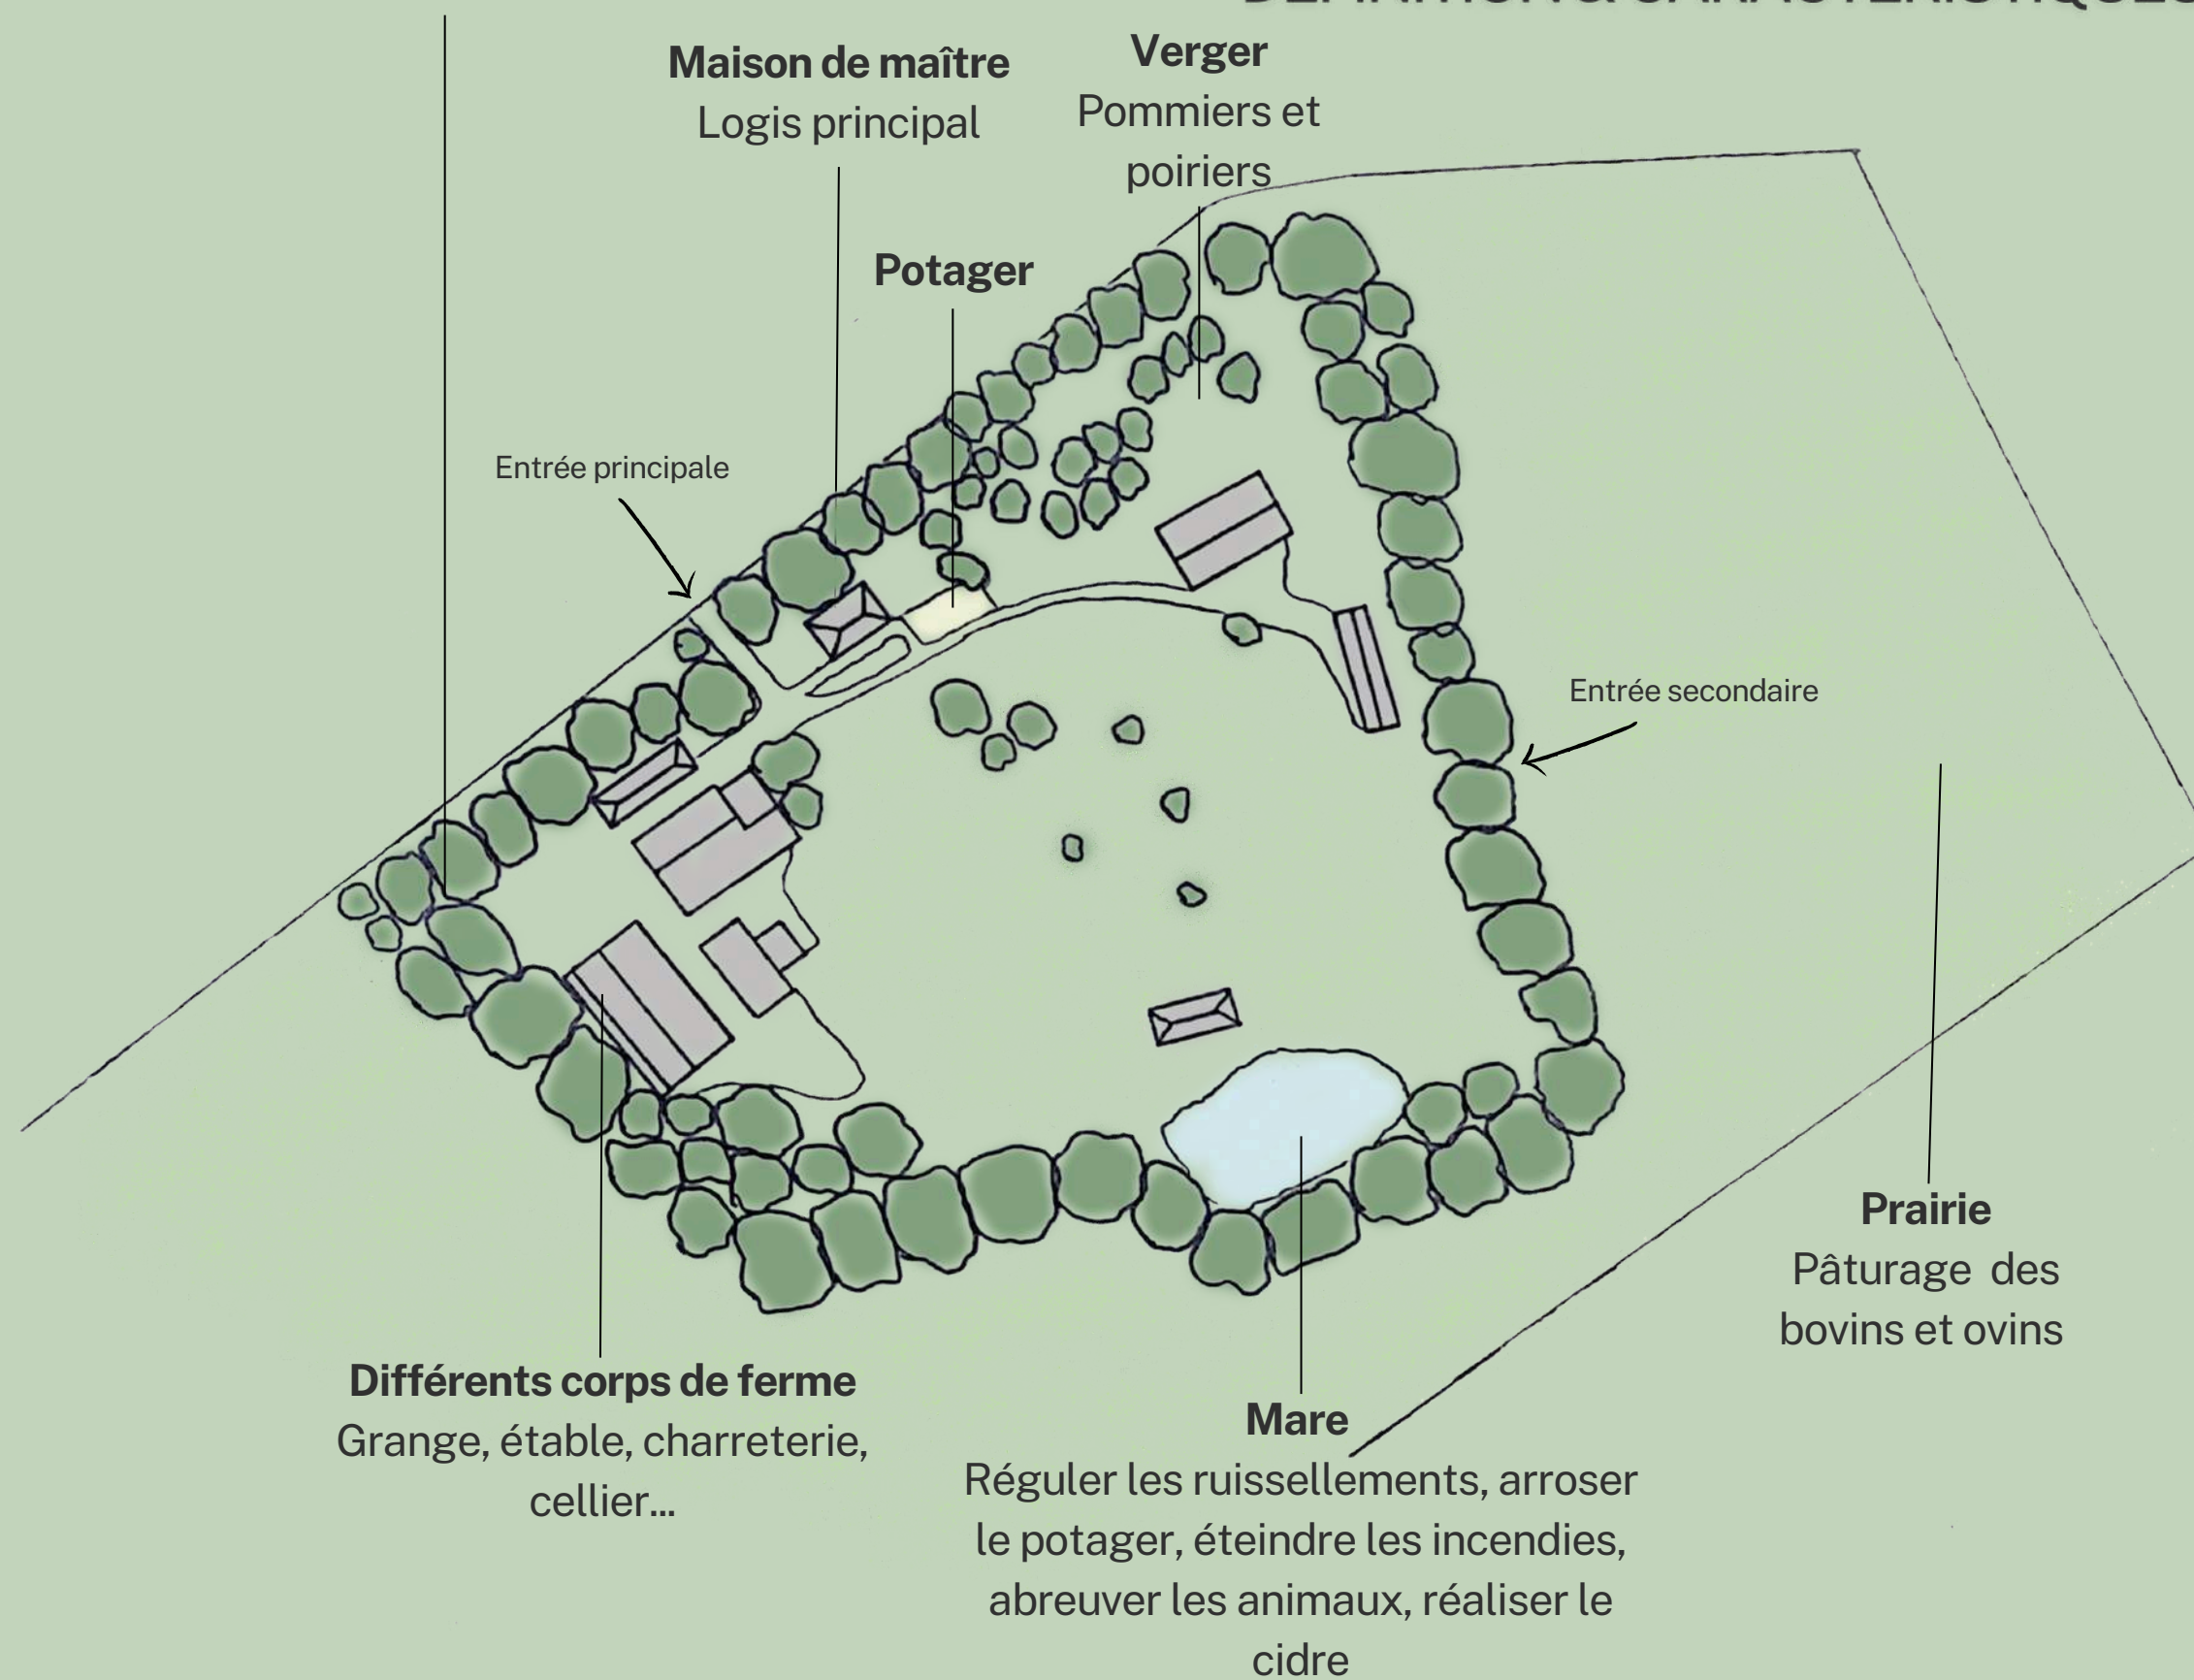 DÉFINITION & CARACTÉRISTIQUES
Maison de maître
Logis principal
Verger
Pommiers et
poiriers
Potager
Entrée principale
Entrée secondaire
Prairie
Pâturage des
bovins et ovins
Différents corps de ferme
Grange, étable, charreterie,
cellier...
Mare
Réguler les ruissellements, arroser
le potager, éteindre les incendies,
abreuver les animaux, réaliser le
cidre